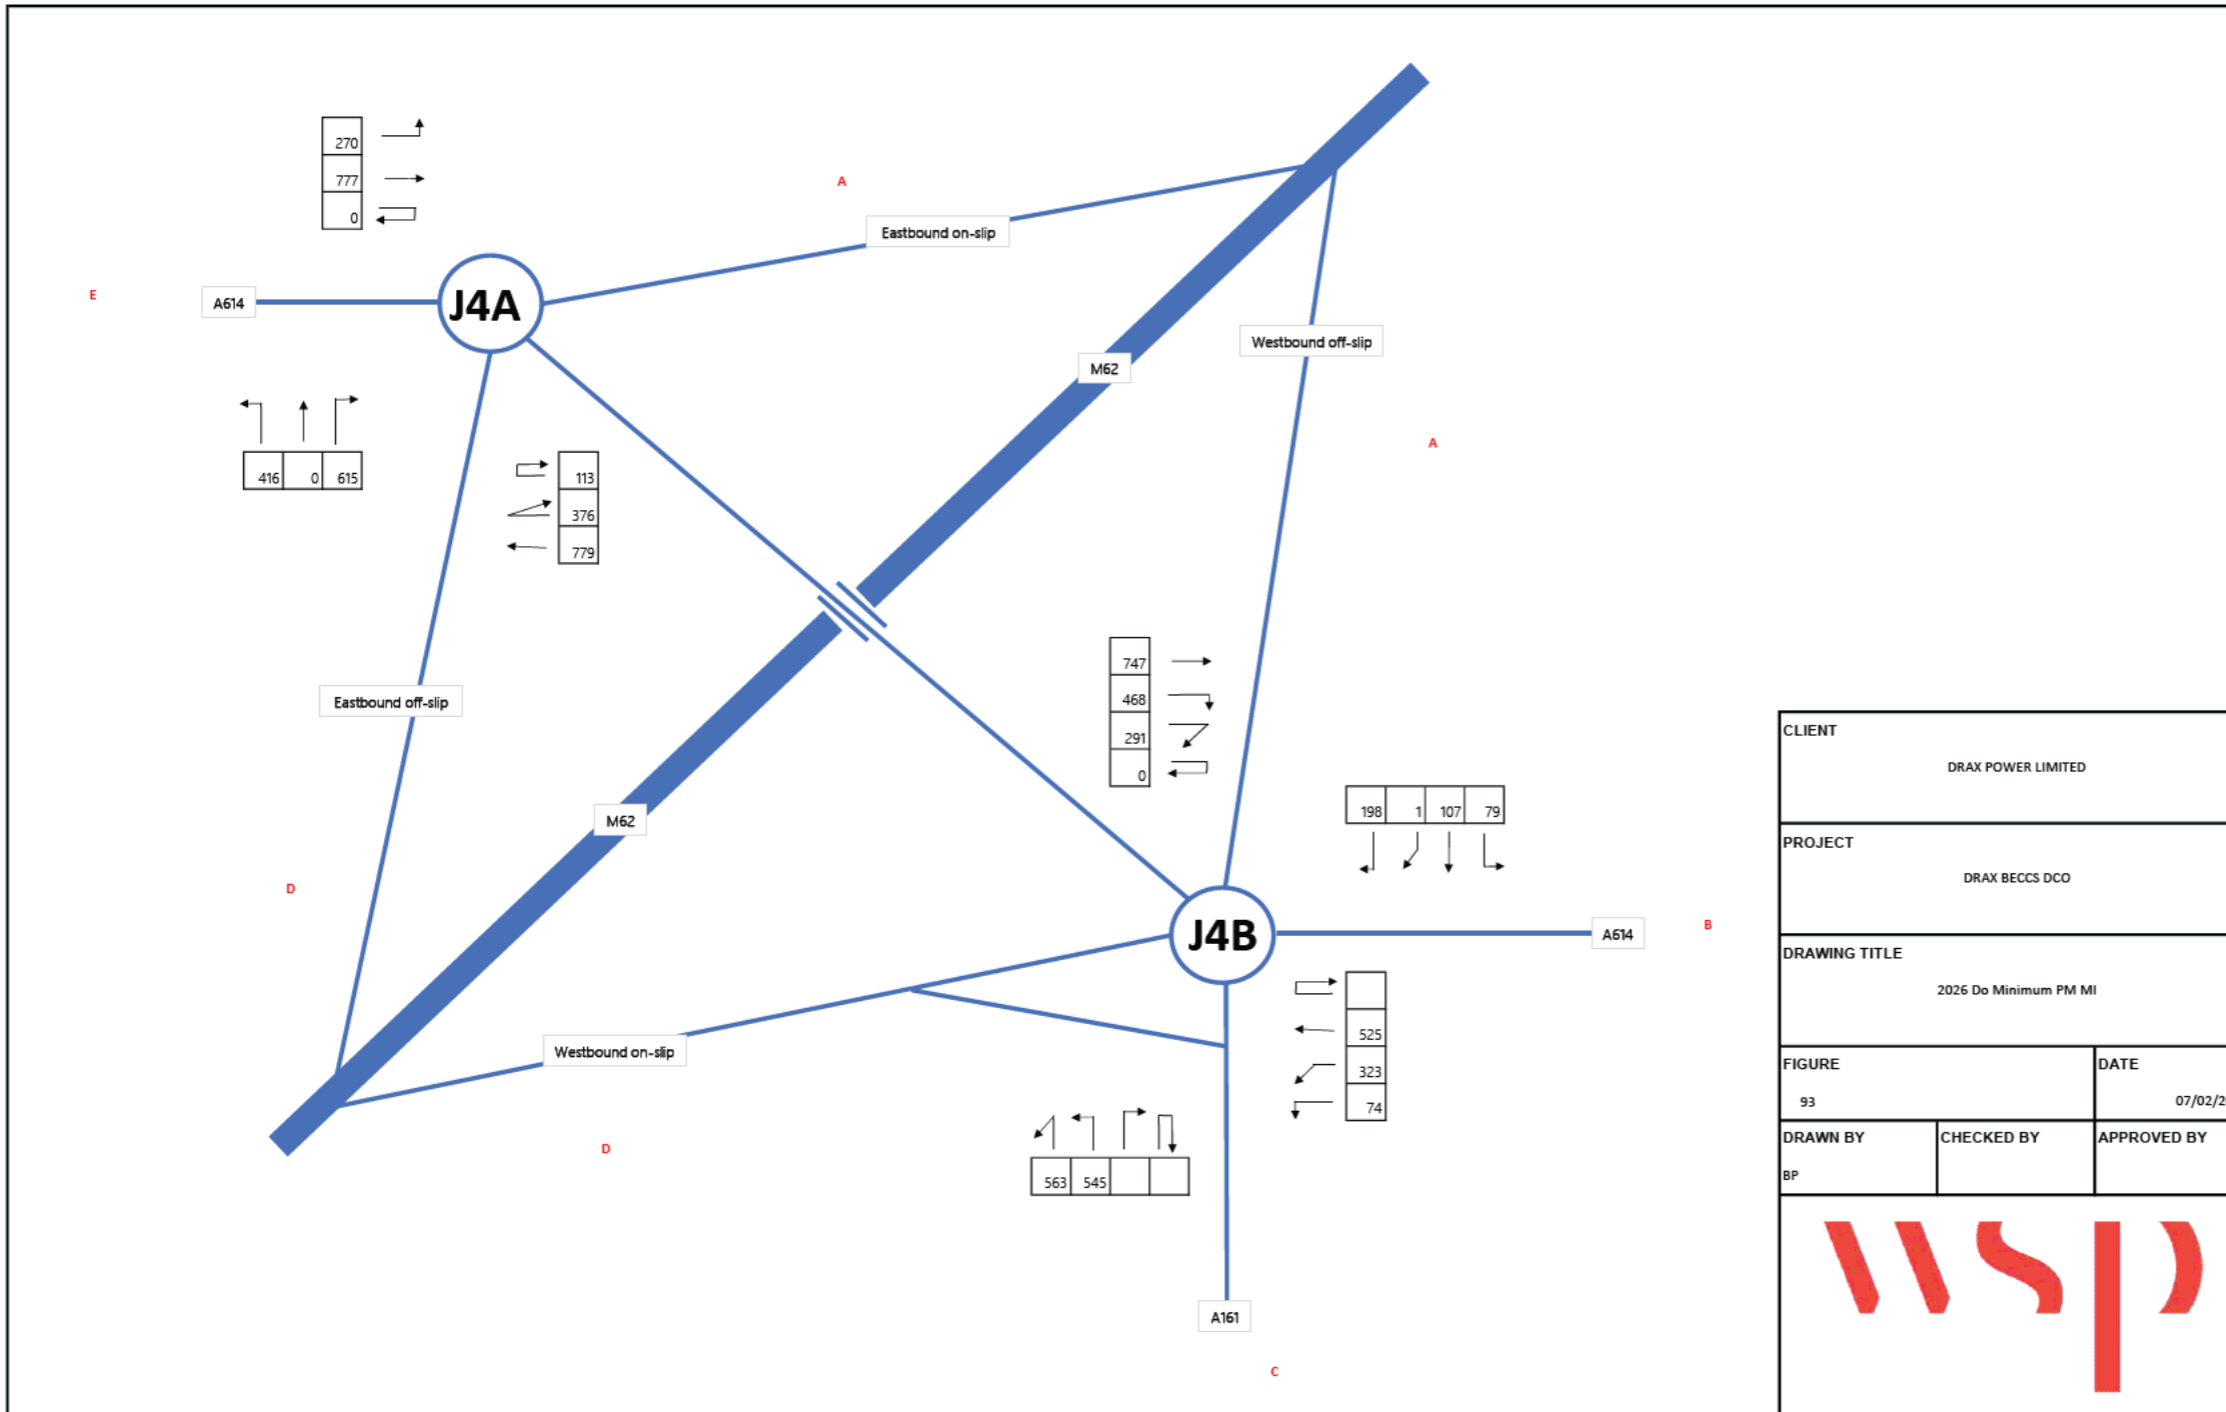 270
777
0
A
Eastbound on-slip
E
A614
J4A
Westbound off-slip
M62
A
416 0 615
113
376
779
747
468
291
0
Eastbound off-slip
M62
198 1 107 79
D
J4B
A614
B
525
323
74
Westbound on-slip
D
563 545
A161
C
CLIENT
DRAX POWER LIMITED
PROJECT
DRAX BECCS DCO
DRAWING TITLE
2026 Do Minimum PM MI
FIGURE DATE
93 07/02/2
DRAWN BY CHECKED BY APPROVED BY
BP
wsp